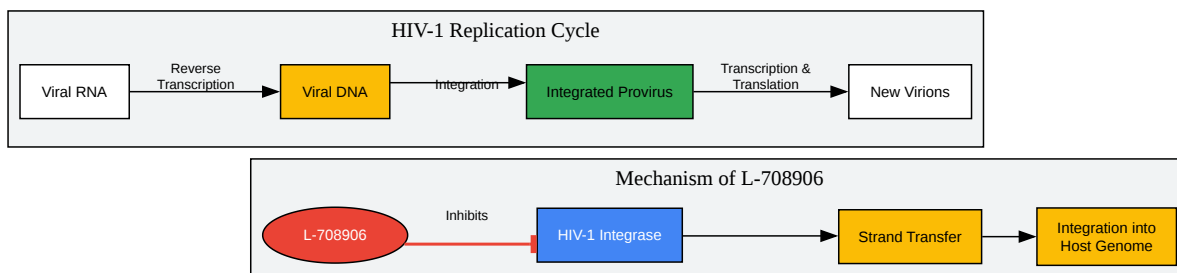 HIV-1 Replication Cycle
Reverse
Transcription
Transcription &
Translation
Viral RNA
Viral DNA
Integration
Integrated Provirus
New Virions
Mechanism of L-708906
Inhibits
L-708906
HIV-1 Integrase
Strand Transfer
Integration into
Host Genome